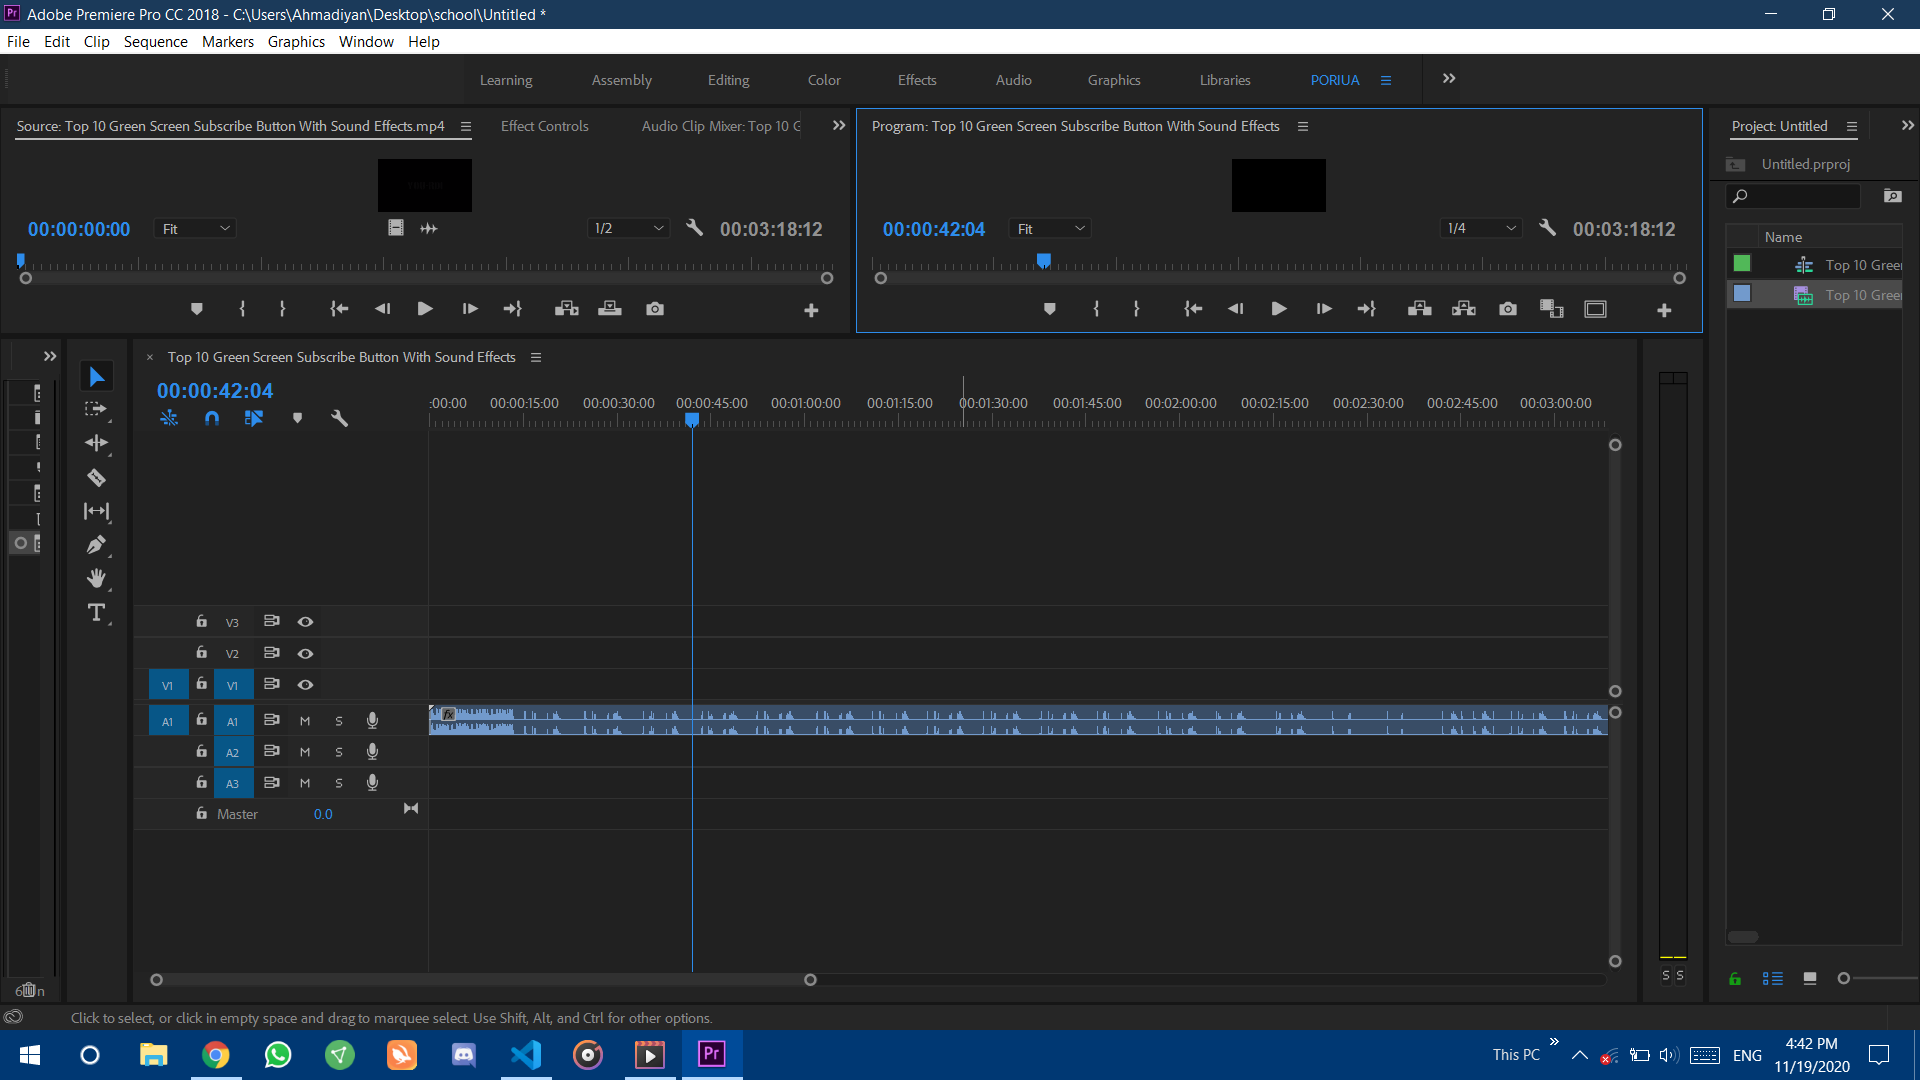 Adobe Premiere Pro CC 2018 - C:\Users\Ahmadiyan\Desktop\school\Untitled *
File Edit Clip Sequence Markers Graphics Window Help
Learning Assembly Editing Color Effects Audio Graphics Libraries PORIUA
Source: Top 10 Green Screen Subscribe Button With Sound Effects.mp4 Effect Controls Audio Clip Mixer: Top 10 G
Program: Top 10 Green Screen Subscribe Button With Sound Effects
Project: Untitled
Untitled.prproj
00:00:00:00 Fit 1/2 00:03:18:12
00:00:42:04 Fit 1/4 00:03:18:12
Name
Top 10 Gree
Top 10 Gree
Top 10 Green Screen Subscribe Button With Sound Effects
00:00:42:04
:00:00 00:00:15:00 00:00:30:00 00:00:45:00 00:01:00:00 00:01:15:00 00:01:30:00 00:01:45:00 00:02:00:00 00:02:15:00 00:02:30:00 00:02:45:00 00:03:00:00
V3
V2
V1 V1
A1 A1 M S fx
A2 M S
A3 M S
Master 0.0
S S
Click to select, or click in empty space and drag to marquee select. Use Shift, Alt, and Ctrl for other options.
Pr
This PC ENG 4:42 PM
11/19/2020